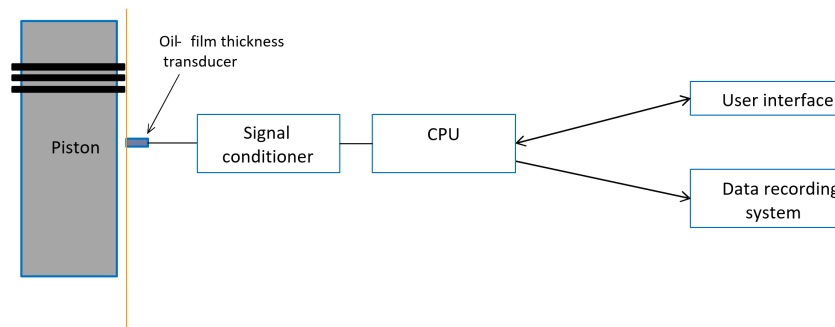 Oil- film thickness
transducer
Piston
Signal
conditioner
CPU
User interface
Data recording
system